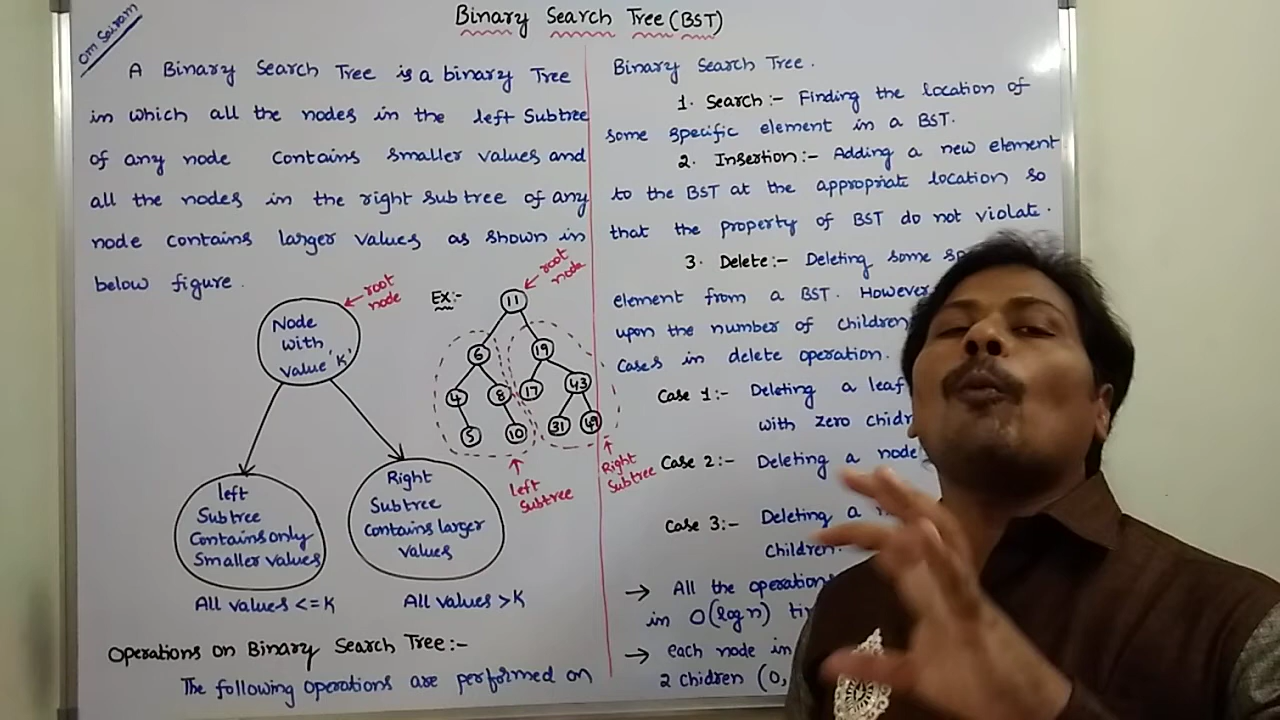 Om Sairam
Binary Search Tree (BST)
A Binary Search Tree is a binary Tree
in which all the nodes in the left Subtree
of any node contains smaller values and
all the nodes in the right subtree of any
node contains larger values as shown in
below figure.
root
node
Node
with
value 'K'
left
Subtree
Contains only
Smaller values
All values <=K
Right
Subtree
Contains larger
values
All values >K
Ex:-
root
node
11
6
19
4
8
17
43
5
10
31
49
Left
Subtree
Right
Subtree
Operations on Binary Search Tree:-
The following operations are performed on
Binary Search Tree.
1. Search:- Finding the location of
some specific element in a BST.
2. Insertion:- Adding a new element
to the BST at the appropriate location so
that the property of BST do not violate.
3. Delete:- Deleting some
element from a BST. However
upon the number of children
Cases in delete operation.
Case 1:- Deleting a leaf
with zero
Case 2:- Deleting a node
Case 3:- Deleting a
children.
→ All the operations
in O(log n)
→ each node in
2 chidren (0,